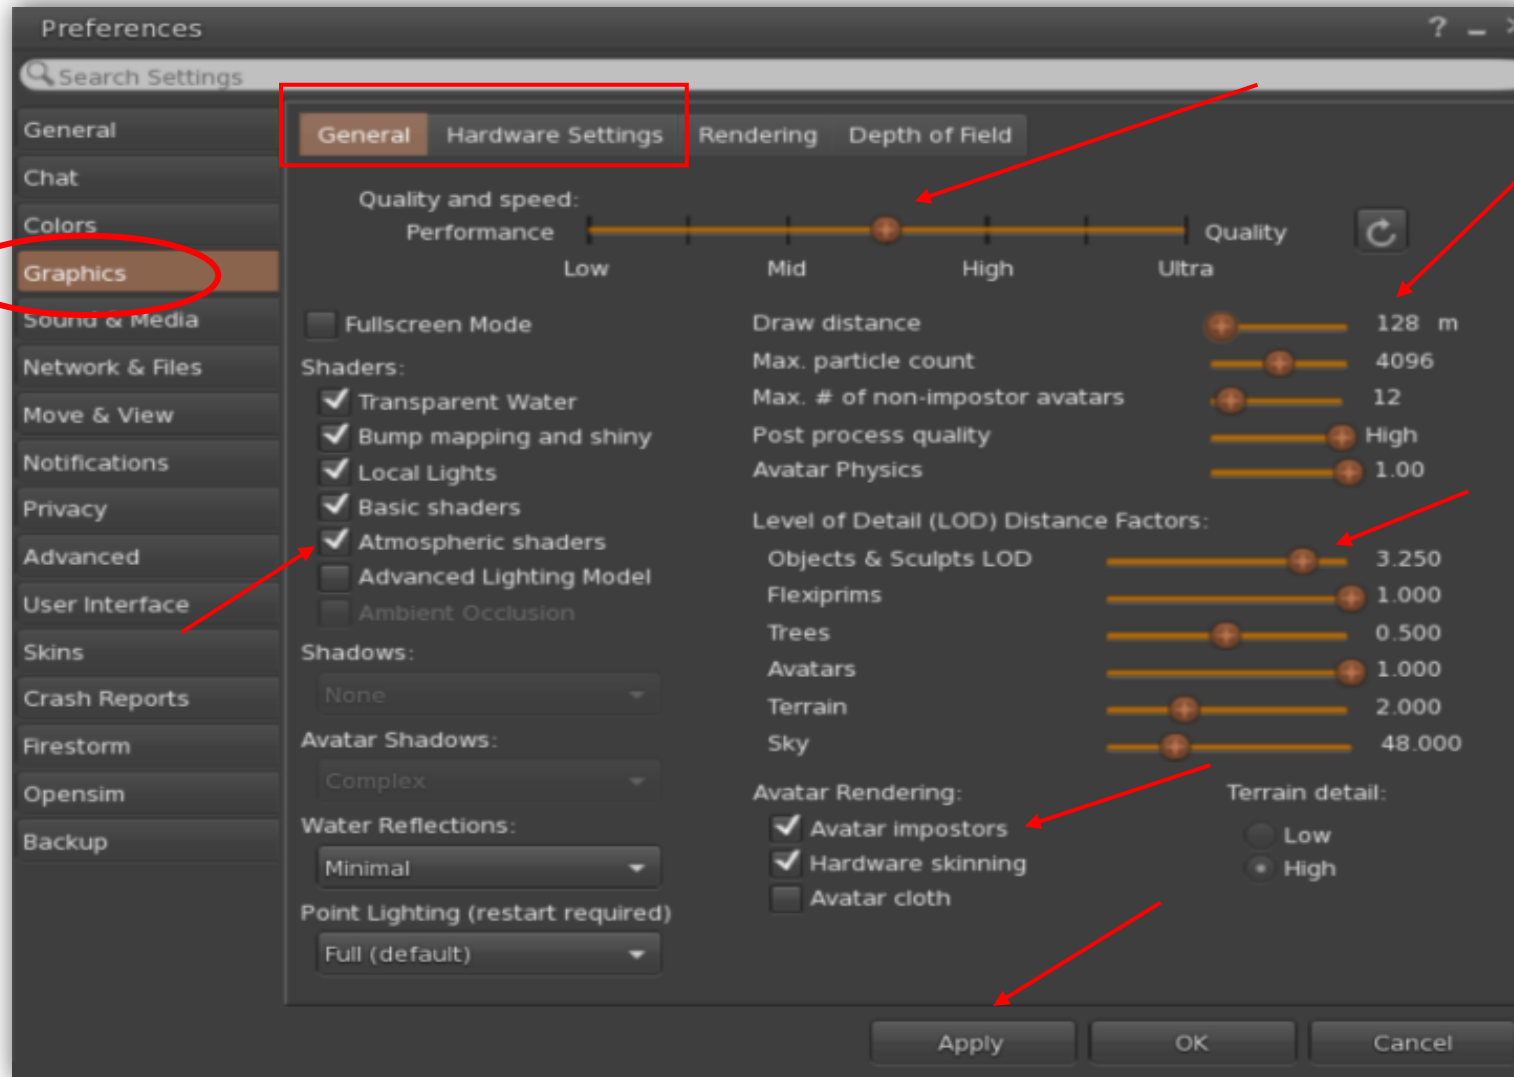 Preferences
? _
Search Settings
General
Chat
Colors
Graphics
Sound & Media
Network & Files
Move & View
Notifications
Privacy
Advanced
User Interface
Skins
Crash Reports
Firestorm
Opensim
Backup
General Hardware Settings Rendering Depth of Field
Quality and speed:
Performance Quality
Low Mid High Ultra
Fullscreen Mode
Shaders:
Transparent Water
Bump mapping and shiny
Local Lights
Basic shaders
Atmospheric shaders
Advanced Lighting Model
Ambient Occlusion
Shadows:
None
Avatar Shadows:
Complex
Water Reflections:
Minimal
Point Lighting (restart required)
Full (default)
Draw distance 128 m
Max. particle count 4096
Max. # of non-impostor avatars 12
Post process quality High
Avatar Physics 1.00
Level of Detail (LOD) Distance Factors:
Objects & Sculpts LOD 3.250
Flexiprims 1.000
Trees 0.500
Avatars 1.000
Terrain 2.000
Sky 48.000
Avatar Rendering:
Avatar impostors
Hardware skinning
Avatar cloth
Terrain detail:
Low
High
Apply OK Cancel